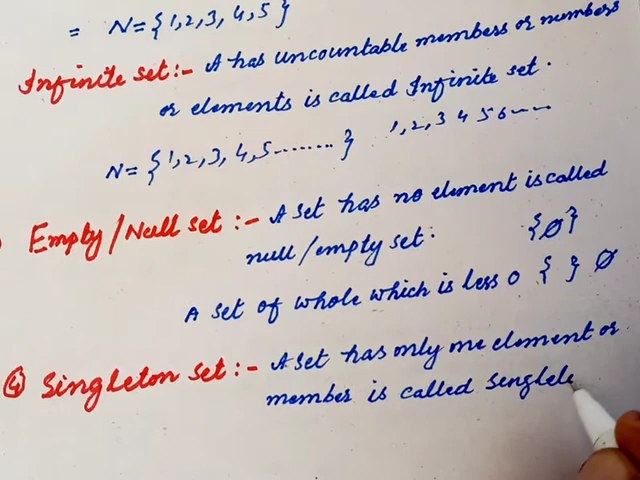 = N={1,2,3, 4,5}
Infinite set:- A has uncountable members or numbers
or elements is called Infinite set.
N= {1,2,3, 4,5........} 1,2,3 4 5 6 ....
Empty/Null set :- A set has no element is called
null/empty set: {Ø}
A set of whole which is less 0 { } Ø
④ Singleton set:- A set has only one element or
member is called Senglele